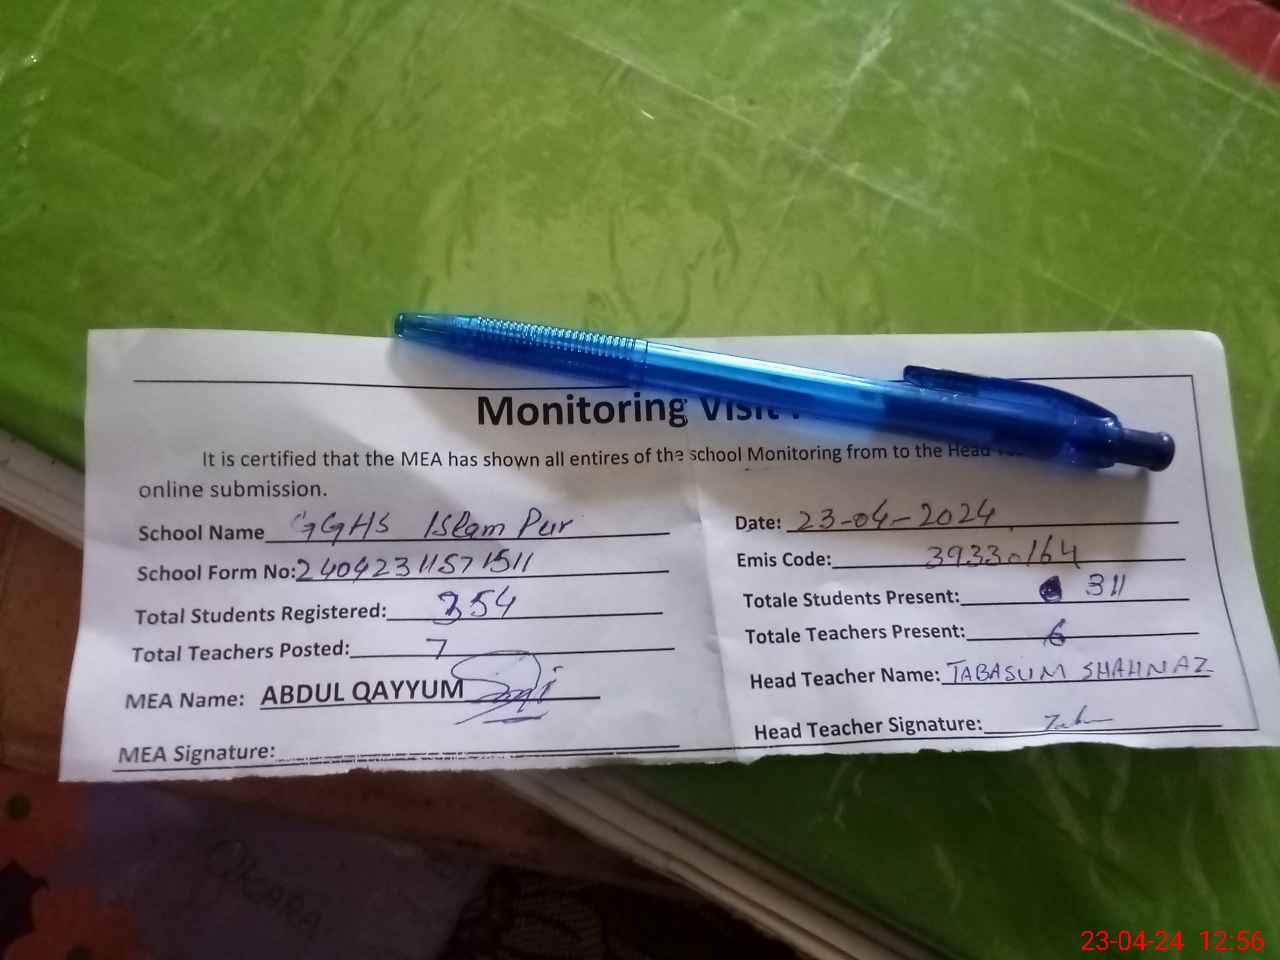 Monitoring Visit
It is certified that the MEA has shown all entires of the school Monitoring from to the Head
online submission.
School Name GGHS Islam Pur
Date: 23-04-2024
School Form No: 24042311571511
Emis Code: 39330164
Total Students Registered: 354
Totale Students Present: 311
Total Teachers Posted: 7
Totale Teachers Present: 6
MEA Name: ABDUL QAYYUM
Head Teacher Name: TABASUM SHAHNAZ
MEA Signature:
Head Teacher Signature:
23-04-24 12:56